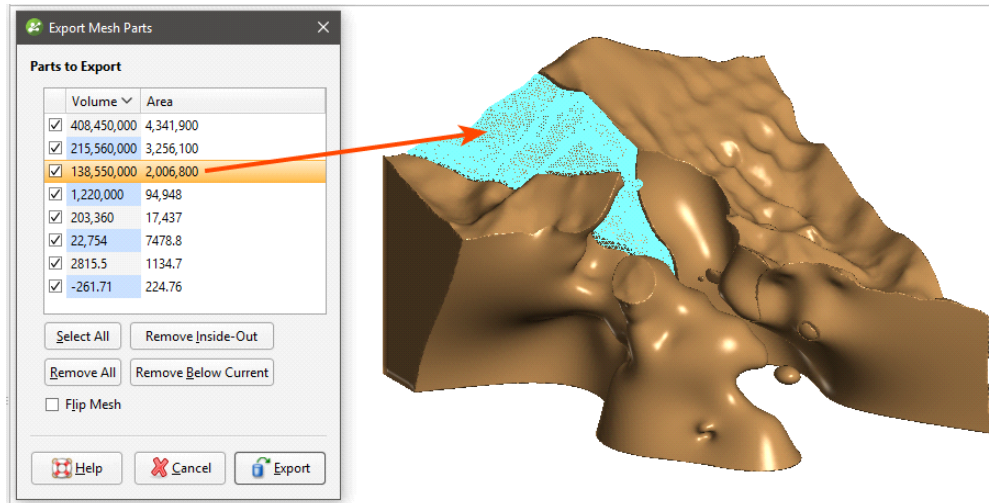 Export Mesh Parts
Parts to Export
Volume Area
408,450,000 4,341,900
215,560,000 3,256,100
138,550,000 2,006,800
1,220,000 94,948
203,360 17,437
22,754 7478.8
2815.5 1134.7
-261.71 224.76
Select All Remove Inside-Out
Remove All Remove Below Current
Flip Mesh
Help Cancel Export